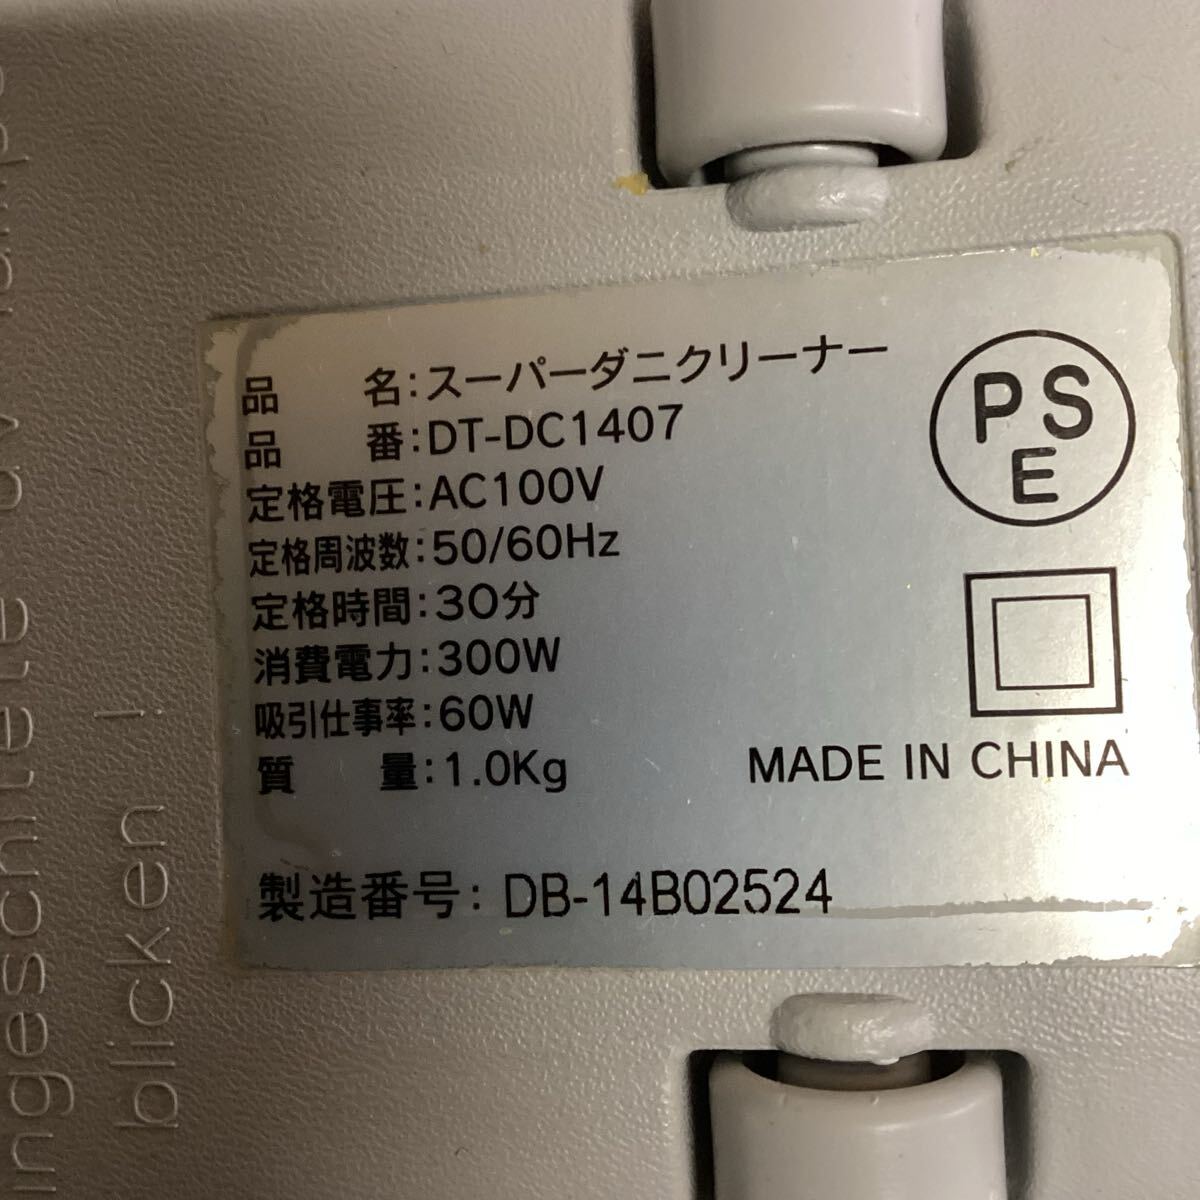 品 名:スーパーダニクリーナー
品 番:DT-DC1407
定格電圧:AC100V
定格周波数:50/60Hz
定格時間:30分
消費電力:300W
吸引仕事率:60W
質 量:1.0Kg
製造番号: DB-14B02524
PS
E
MADE IN CHINA
ingeschiltete uv
blicken !